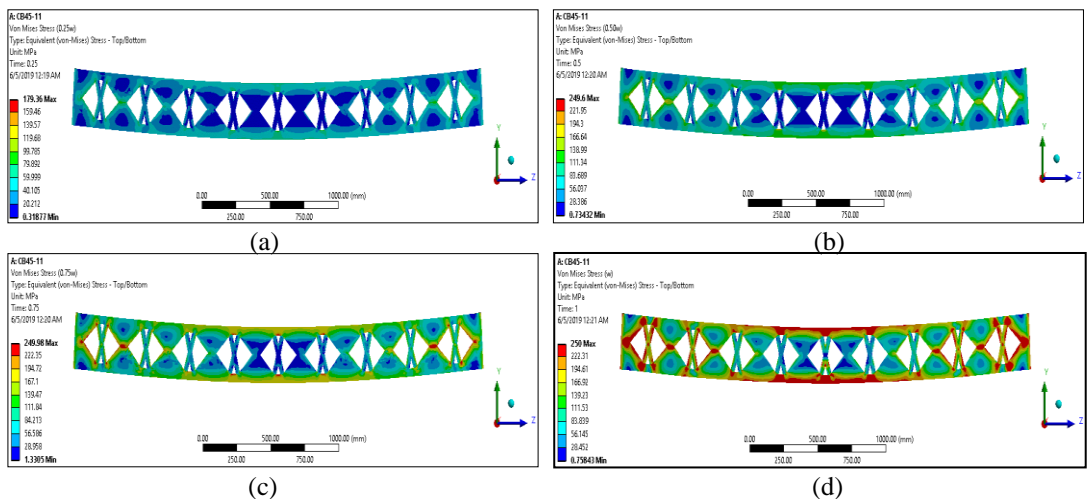 A: CB45-11
Von Mises Stress (0.25w)
Type: Equivalent (von-Mises) Stress - Top/Bottom
Unit: MPa
Time: 0.25
6/5/2019 12:19 AM
179.36 Max
159.46
139.57
119.68
99.785
79.892
59.999
40.105
20.212
0.31877 Min
0.00 500.00 1000.00 (mm)
250.00 750.00
Y
Z
(a)
A: CB45-11
Von Mises Stress (0.50w)
Type: Equivalent (von-Mises) Stress - Top/Bottom
Unit: MPa
Time: 0.5
6/5/2019 12:20 AM
249.6 Max
221.95
194.3
166.64
138.99
111.34
83.689
56.037
28.386
0.73432 Min
0.00 500.00 1000.00 (mm)
250.00 750.00
Y
Z
(b)
A: CB45-11
Von Mises Stress (0.75w)
Type: Equivalent (von-Mises) Stress - Top/Bottom
Unit: MPa
Time: 0.75
6/5/2019 12:20 AM
249.98 Max
222.35
194.72
167.1
139.47
111.84
84.213
56.586
28.958
1.3305 Min
0.00 500.00 1000.00 (mm)
250.00 750.00
Y
Z
(c)
A: CB45-11
Von Mises Stress (w)
Type: Equivalent (von-Mises) Stress - Top/Bottom
Unit: MPa
Time: 1
6/5/2019 12:21 AM
250 Max
222.31
194.61
166.92
139.23
111.53
83.839
56.145
28.452
0.75843 Min
0.00 500.00 1000.00 (mm)
250.00 750.00
Y
Z
(d)